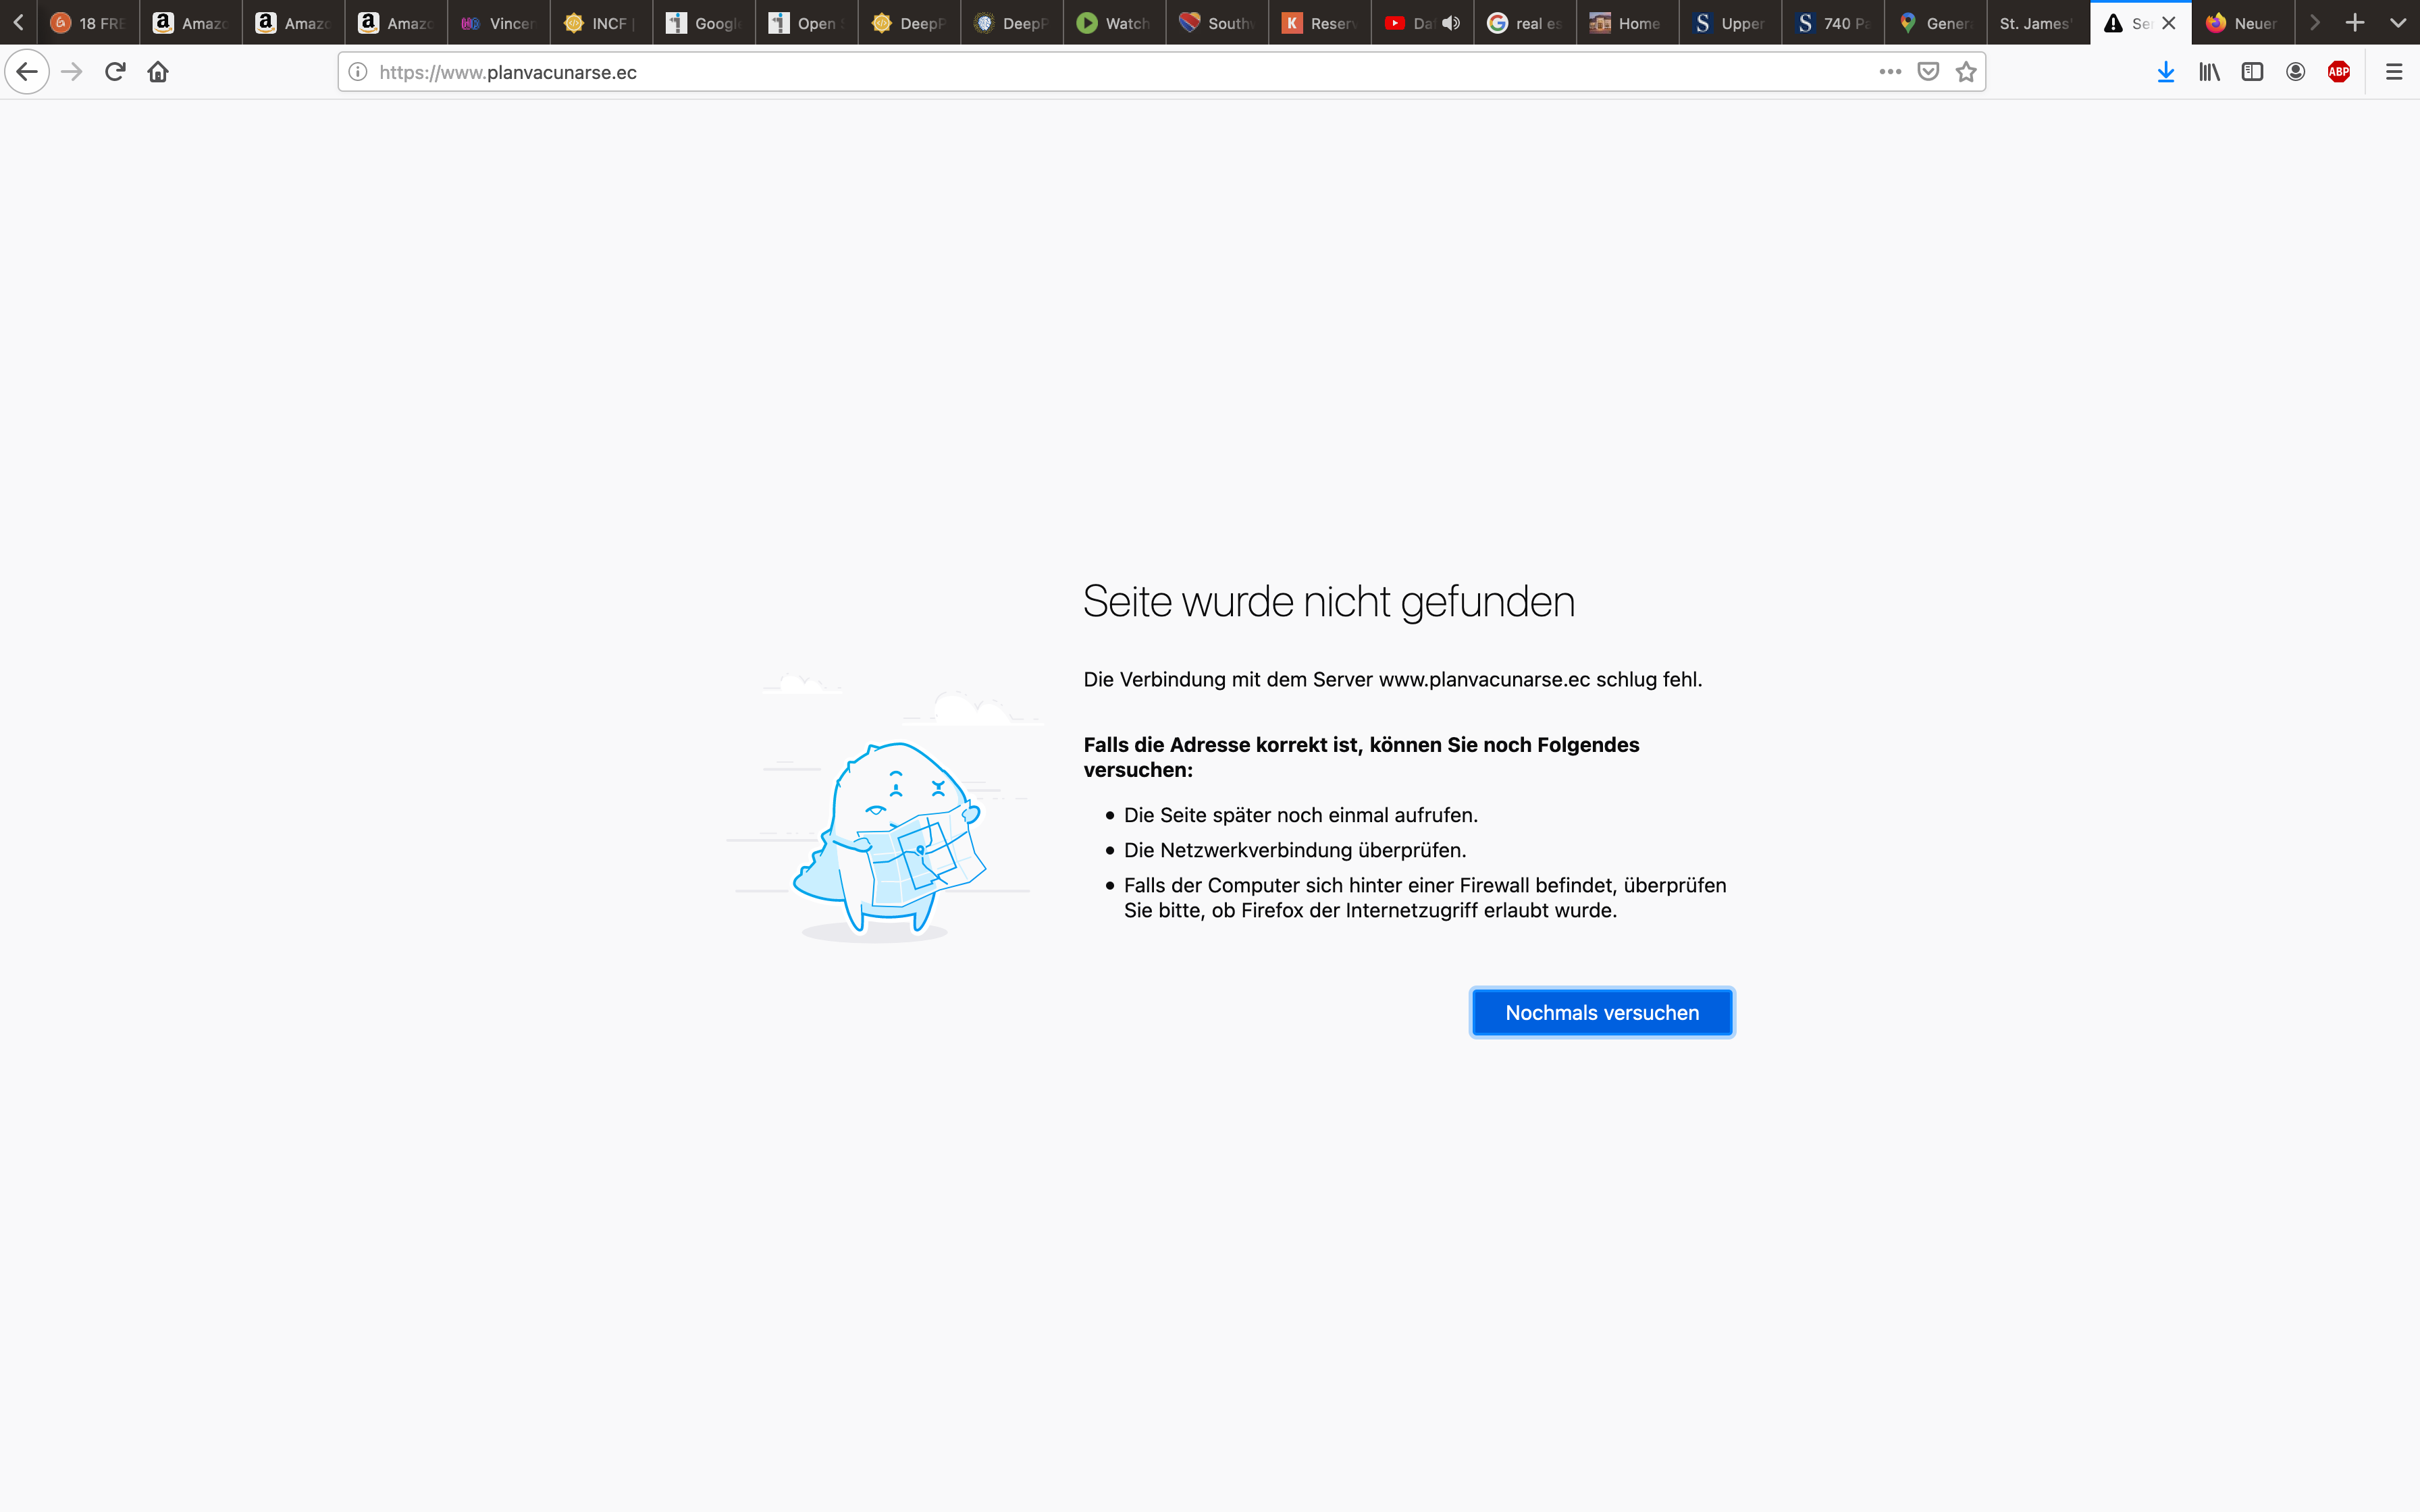 18 FRE
Amazo
Amazo
Amazo
Vincer
INCF |
Googl
Open S
DeepP
DeepP
Watch
South
Reserv
Da
real es
Home
Upper
740 Pa
Gener
St. James'
Se
Neuer
https://www.planvacunarse.ec
ABP
Seite wurde nicht gefunden
Die Verbindung mit dem Server www.planvacunarse.ec schlug fehl.
Falls die Adresse korrekt ist, können Sie noch Folgendes
versuchen:
Die Seite später noch einmal aufrufen.
Die Netzwerkverbindung überprüfen.
Falls der Computer sich hinter einer Firewall befindet, überprüfen
Sie bitte, ob Firefox der Internetzugriff erlaubt wurde.
Nochmals versuchen